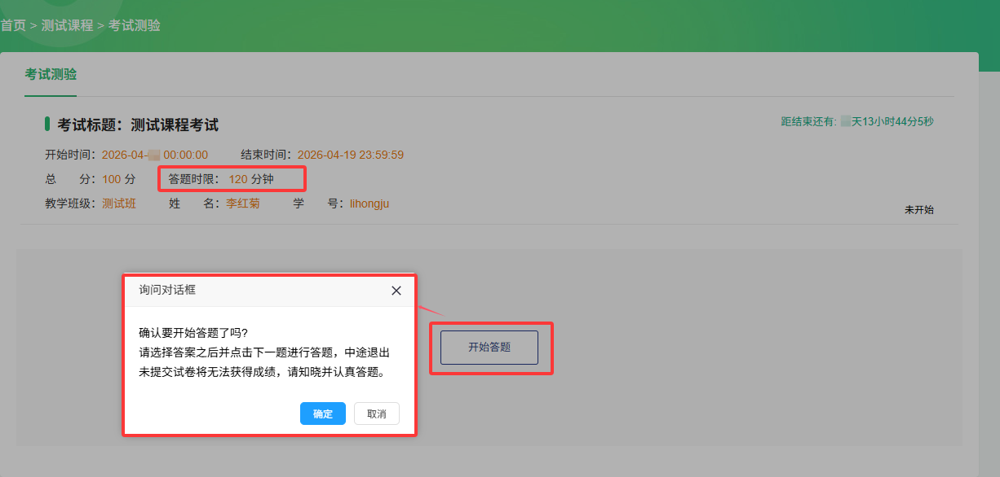 首页 > 测试课程 > 考试测验
考试测验
考试标题：测试课程考试
距结束还有: 天13小时44分5秒
开始时间：2026-04- 00:00:00 结束时间：2026-04-19 23:59:59
总 分：100 分 答题时限： 120 分钟
教学班级：测试班 姓 名：李红菊 学 号：lihongju
未开始
询问对话框
确认要开始答题了吗?
请选择答案之后并点击下一题进行答题，中途退出
未提交试卷将无法获得成绩，请知晓并认真答题。
确定 取消
开始答题